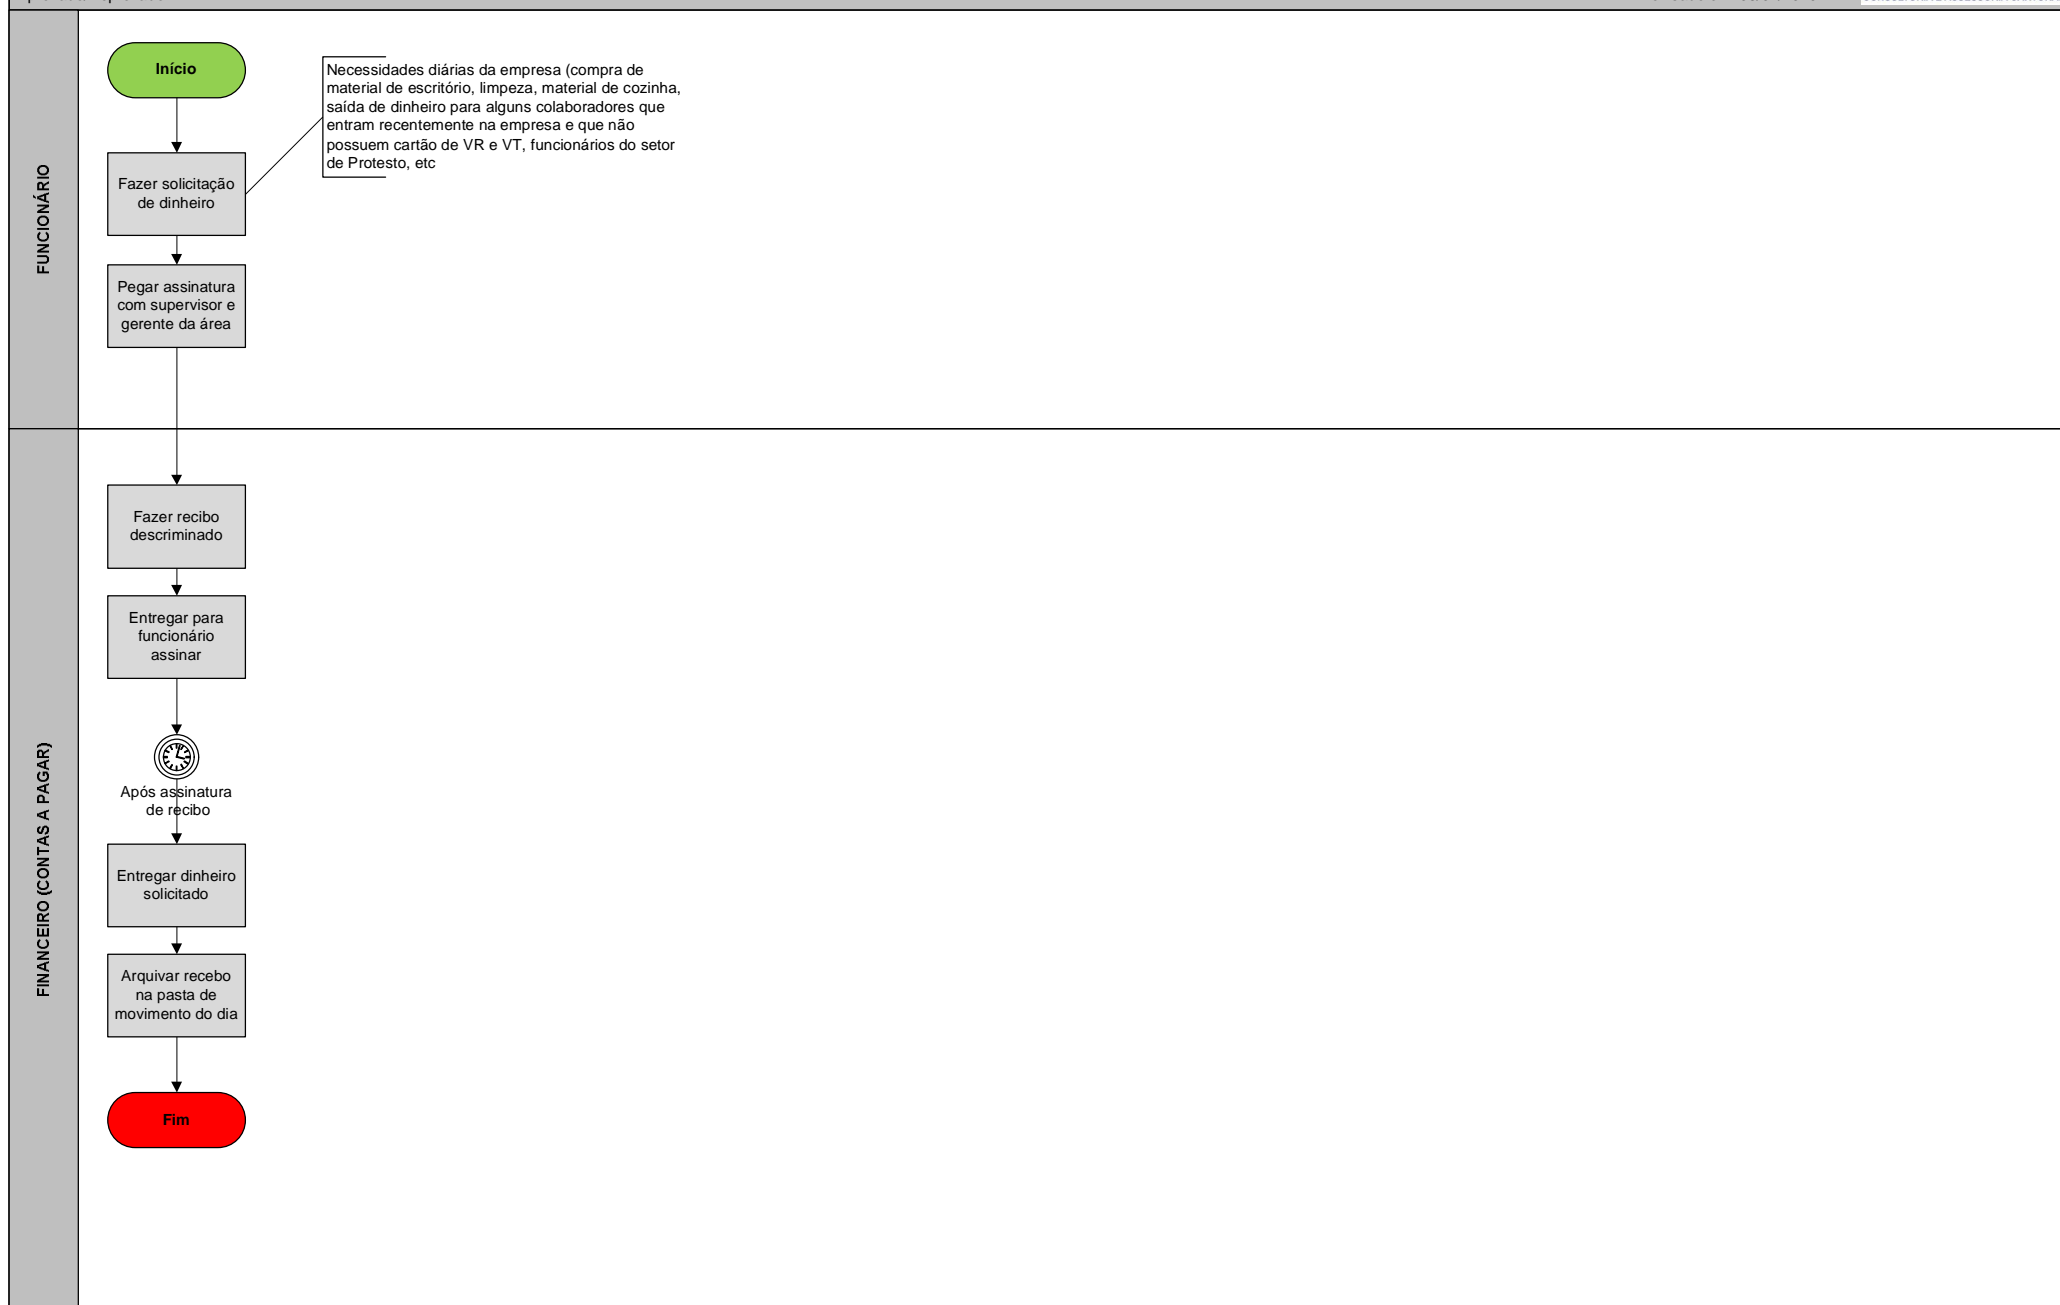 FUNCIONÁRIO
Início
Necessidades diárias da empresa (compra de
material de escritório, limpeza, material de cozinha,
saída de dinheiro para alguns colaboradores que
entram recentemente na empresa e que não
possuem cartão de VR e VT, funcionários do setor
de Protesto, etc
Fazer solicitação
de dinheiro
Pegar assinatura
com supervisor e
gerente da área
FINANCEIRO (CONTAS A PAGAR)
Fazer recibo
descriminado
Entregar para
funcionário
assinar
Após assinatura
de recibo
Entregar dinheiro
solicitado
Arquivar recebo
na pasta de
movimento do dia
Fim